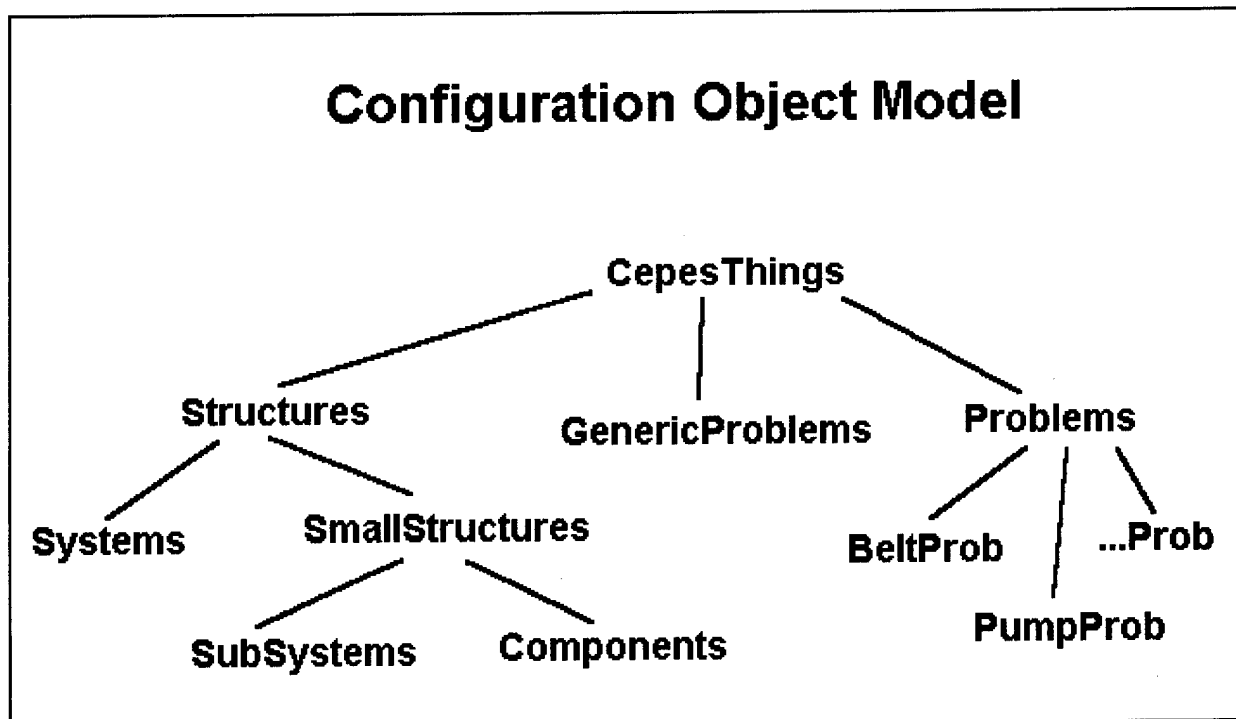 Configuration Object Model
CepesThings
Structures
GenericProblems
Problems
Systems
SmallStructures
BeltProb
...Prob
SubSystems
Components
PumpProb